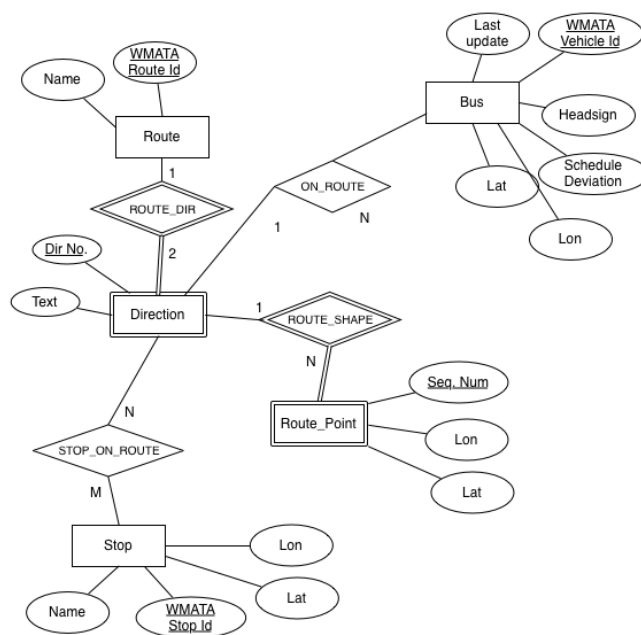 Last
update
WMATA
Vehicle Id
WMATA
Route Id
Name
Bus
Headsign
Route
1
ON_ROUTE
Schedule
Deviation
Lat
ROUTE_DIR
1
N
Lon
2
Dir No.
Text
Direction
1
ROUTE_SHAPE
N
Seq. Num
Route_Point
Lon
N
STOP_ON_ROUTE
Lat
M
Stop
Lon
Lat
Name
WMATA
Stop Id